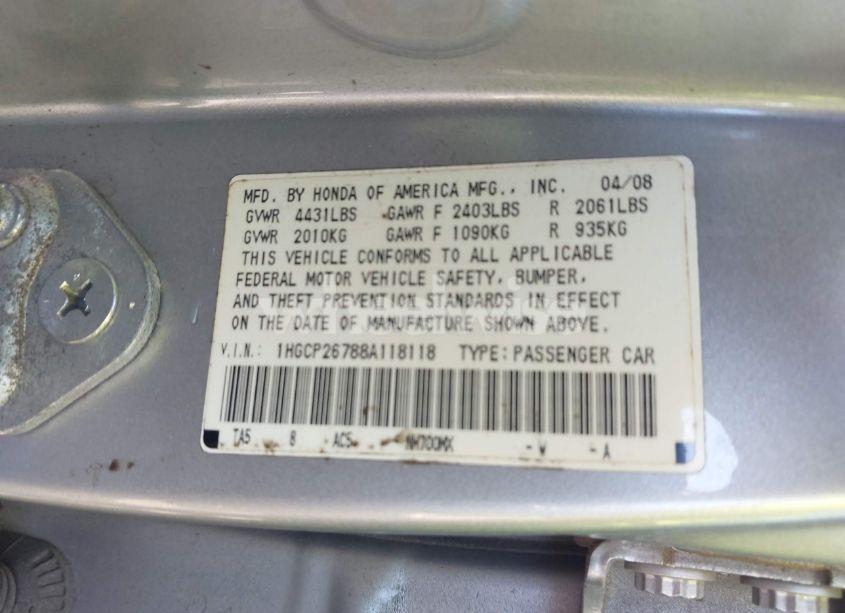 MFD. BY HONDA OF AMERICA MFG., INC. 04/08
GVWR 4431LBS GAWR F 2403LBS R 2061LBS
GVWR 2010KG GAWR F 1090KG R 935KG
THIS VEHICLE CONFORMS TO ALL APPLICABLE
FEDERAL MOTOR VEHICLE SAFETY, BUMPER,
AND THEFT PREVENTION STANDARDS IN EFFECT
ON THE DATE OF MANUFACTURE SHOWN ABOVE.
V.I.N.: 1HGCP26788A118118 TYPE: PASSENGER CAR
TA5 8 AC5 NH700MX -V -A